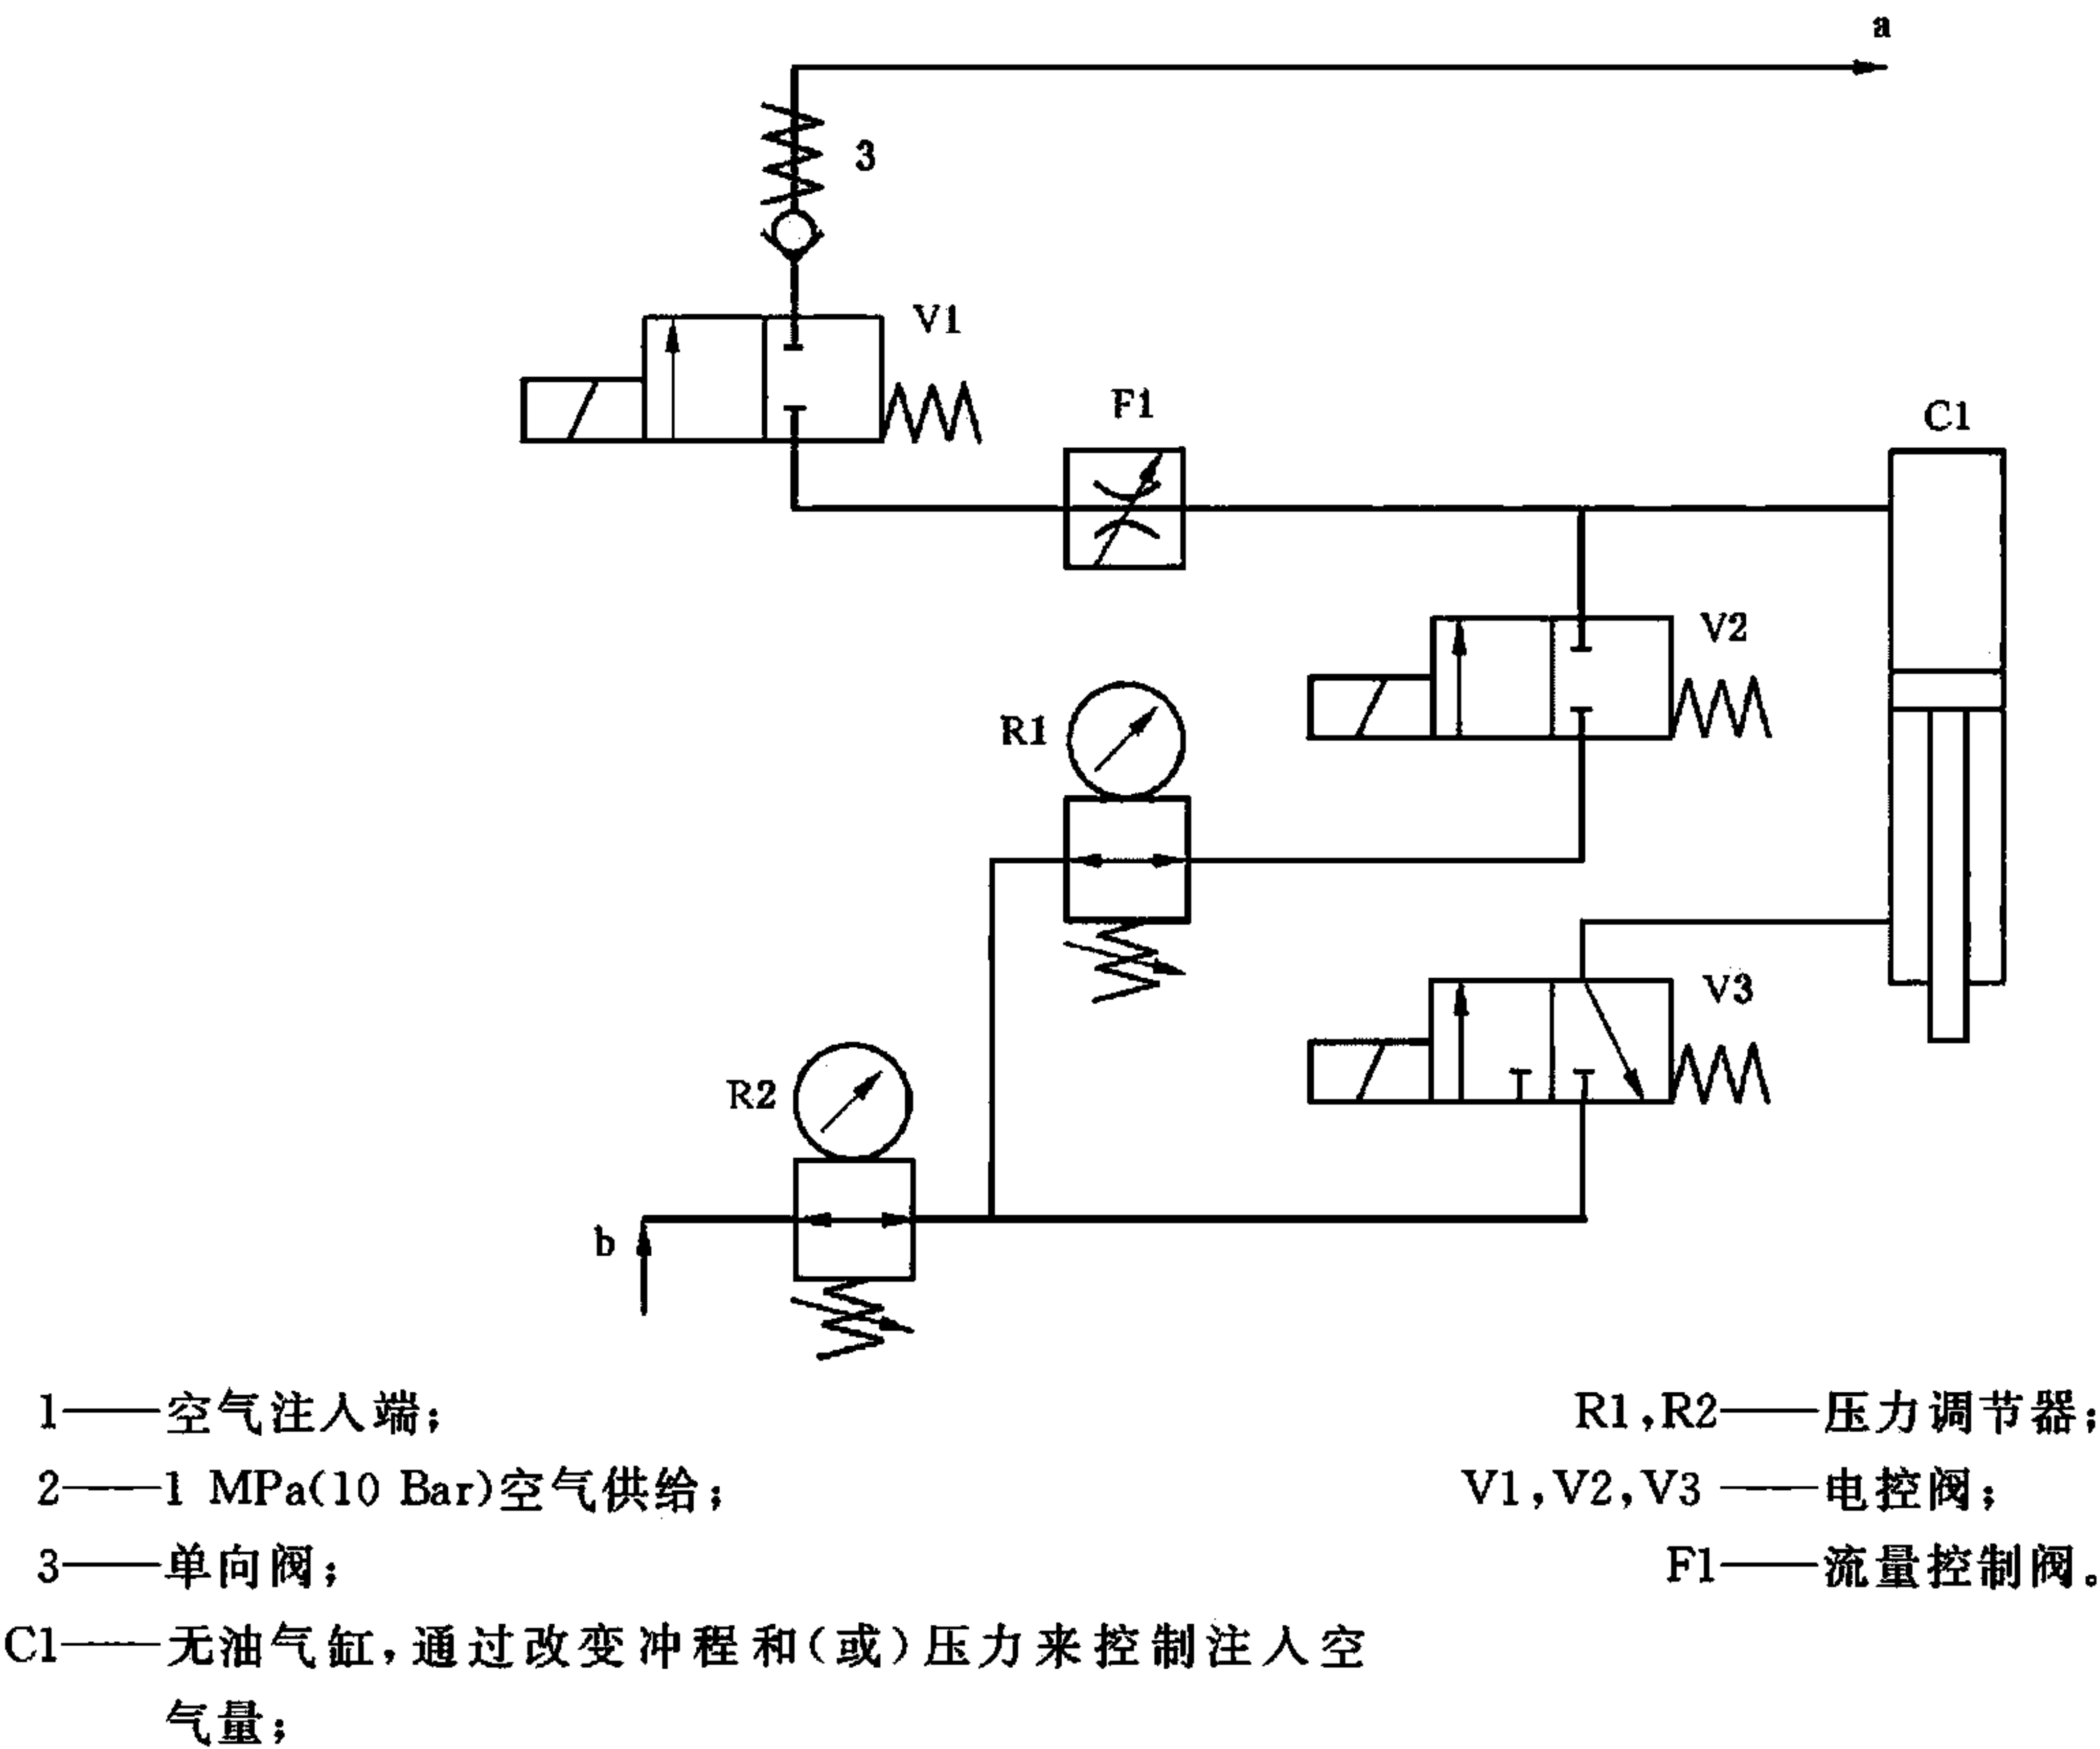 a
3
V1
F1
C1
V2
R1
V3
R2
b
1——空气注入端；
2——1 MPa(10 Bar)空气供给；
3——单向阀；
C1——无油气缸，通过改变冲程和(或)压力来控制注入空
气量；
R1，R2——压力调节器；
V1，V2，V3——电控阀；
F1——流量控制阀。